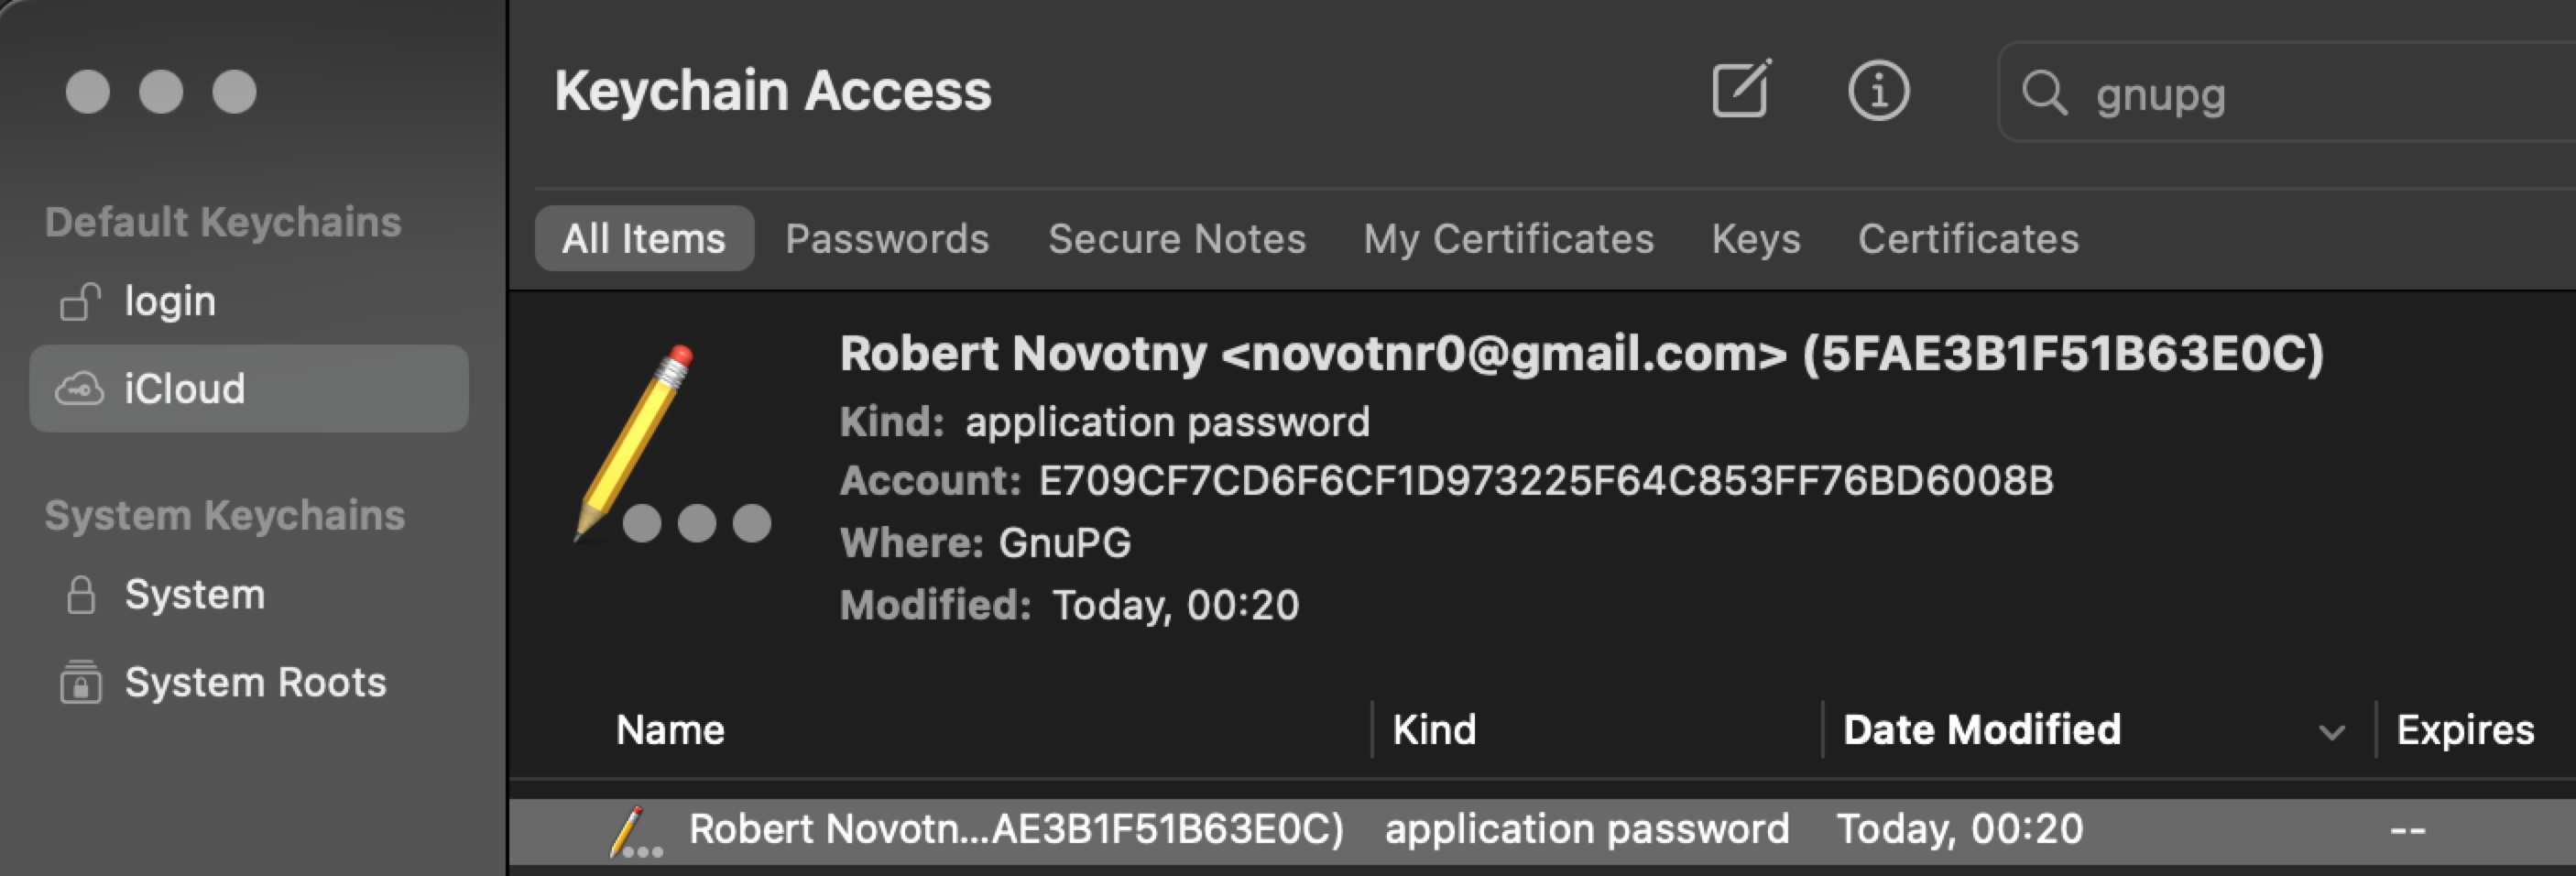 Keychain Access
gnupg
Default Keychains
login
iCloud
System Keychains
System
System Roots
All Items Passwords Secure Notes My Certificates Keys Certificates
Robert Novotny <novotnr0@gmail.com> (5FAE3B1F51B63E0C)
Kind: application password
Account: E709CF7CD6F6CF1D973225F64C853FF76BD6008B
Where: GnuPG
Modified: Today, 00:20
Name Kind Date Modified Expires
Robert Novotn...AE3B1F51B63E0C) application password Today, 00:20 --